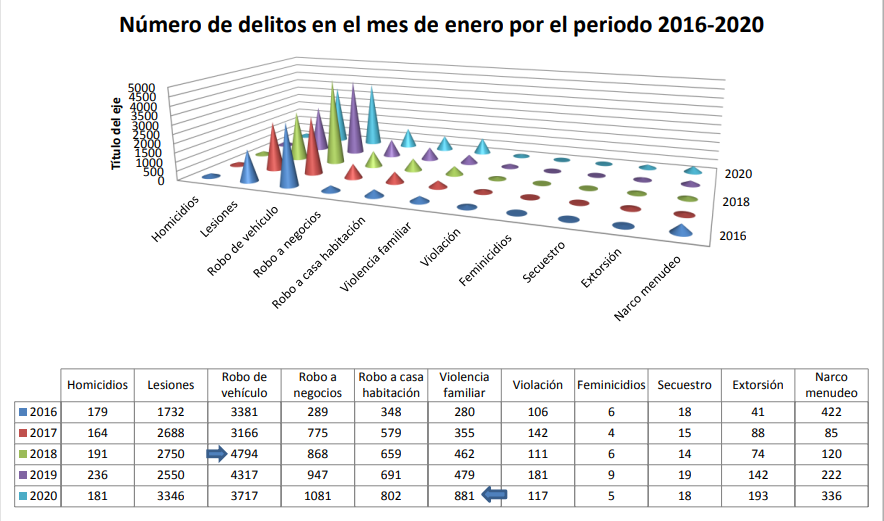 Número de delitos en el mes de enero por el periodo 2016-2020
Título del eje
5000
4500
4000
3500
3000
2500
2000
1500
1000
500
0
2020
2018
2016
Homicidios
Lesiones
Robo de vehículo
Robo a negocios
Robo a casa habitación
Violencia familiar
Violación
Feminicidios
Secuestro
Extorsión
Narco menudeo
Homicidios Lesiones Robo de vehículo Robo a negocios Robo a casa habitación Violencia familiar Violación Feminicidios Secuestro Extorsión Narco menudeo
2016 179 1732 3381 289 348 280 106 6 18 41 422
2017 164 2688 3166 775 579 355 142 4 15 88 85
2018 191 2750 4794 868 659 462 111 6 14 74 120
2019 236 2550 4317 947 691 479 181 9 19 142 222
2020 181 3346 3717 1081 802 881 117 5 18 193 336